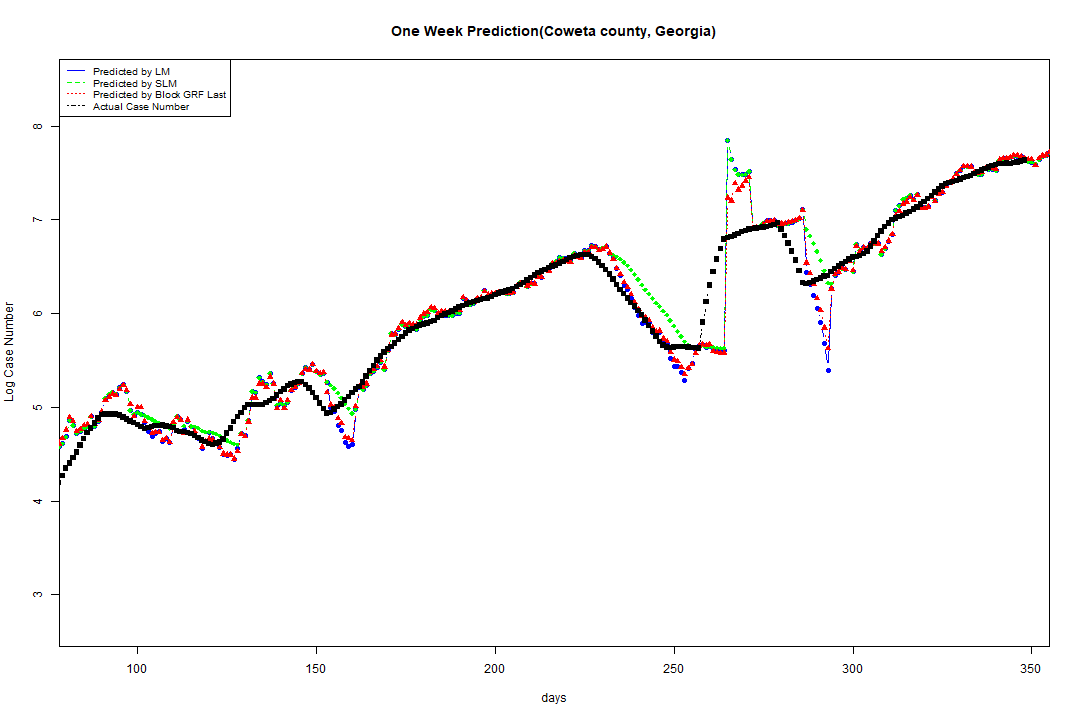 One Week Prediction(Coweta county, Georgia)
Predicted by LM
Predicted by SLM
Predicted by Block GRF Last
Actual Case Number
8
7
6
5
4
3
Log Case Number
100 150 200 250 300 350
days